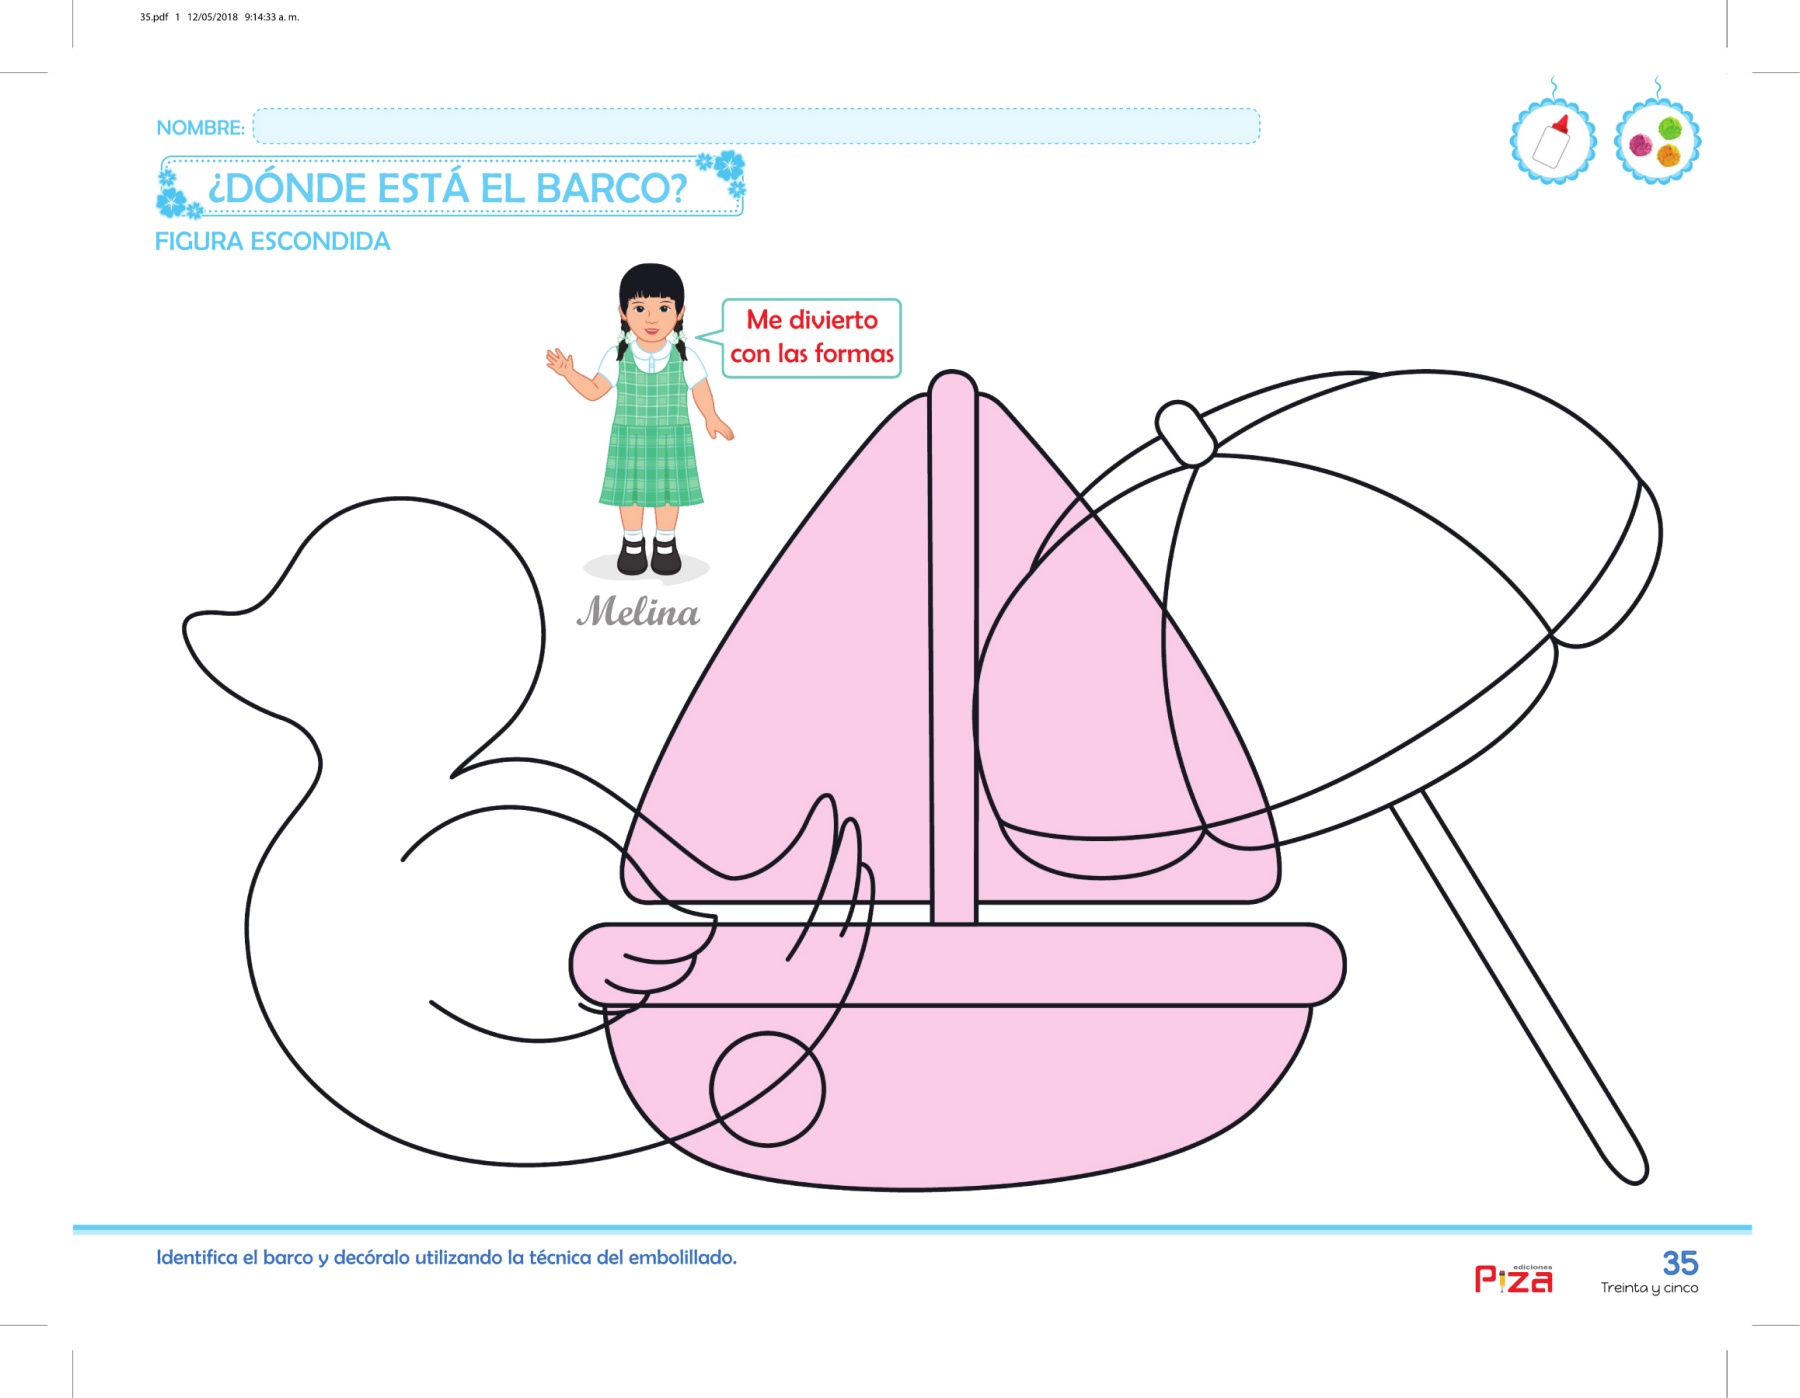 35.pdf 1 12/05/2018 9:14:33 a. m.
NOMBRE:
¿DÓNDE ESTÁ EL BARCO?
FIGURA ESCONDIDA
Me divierto
con las formas
Melina
Identifica el barco y decóralo utilizando la técnica del embolillado.
ediciones
Piza
35
Treinta y cinco